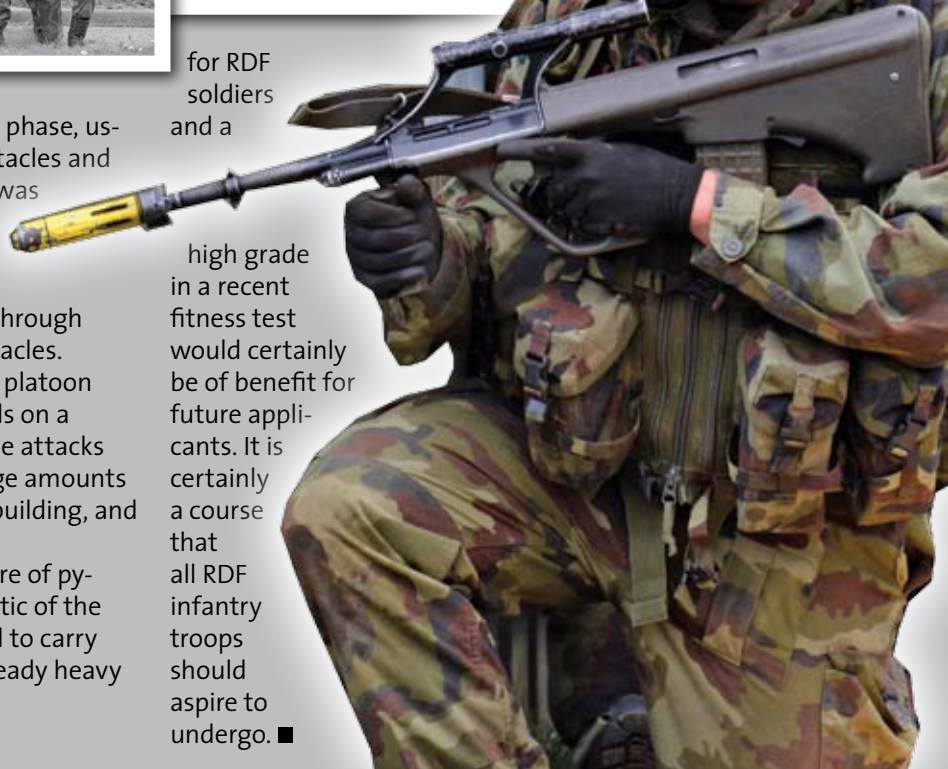 phase, us-
tacles and
was
hrough
acles.
platoon
ls on a
e attacks
ge amounts
building, and
re of py-
tic of the
l to carry
eady heavy
for RDF
soldiers
and a
high grade
in a recent
fitness test
would certainly
be of benefit for
future appli-
cants. It is
certainly
a course
that
all RDF
infantry
troops
should
aspire to
undergo. ■